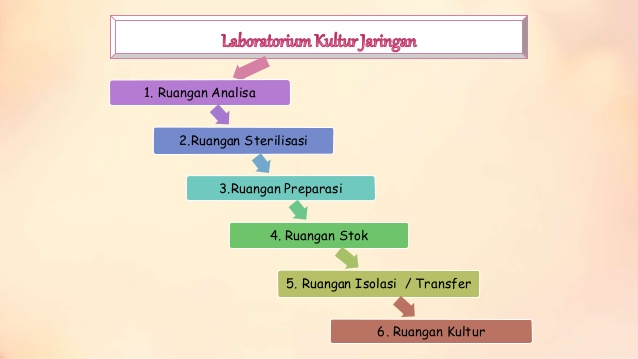 Laboratorium Kultur Jaringan
1. Ruangan Analisa
2.Ruangan Sterilisasi
3.Ruangan Preparasi
4. Ruangan Stok
5. Ruangan Isolasi / Transfer
6. Ruangan Kultur